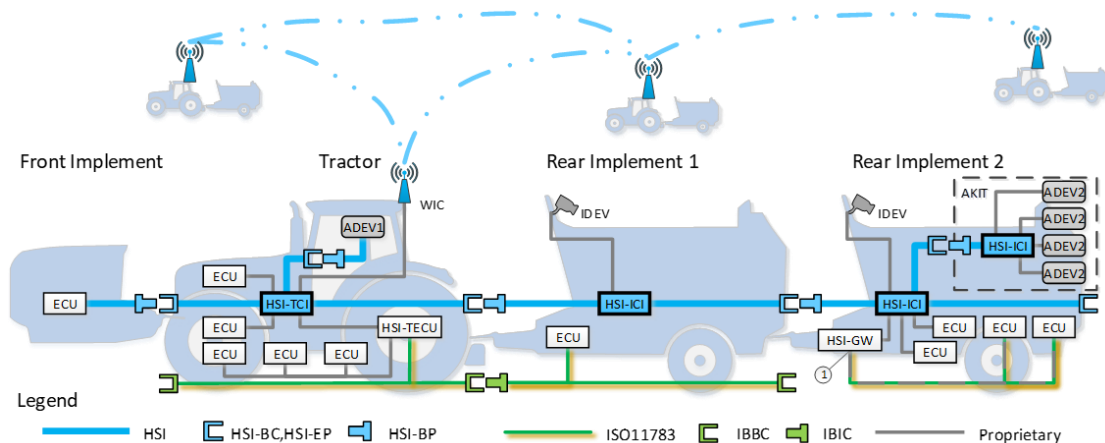 Front Implement
Tractor
Rear Implement 1
Rear Implement 2
WIC
IDEV
IDEV
AKIT
ADEV2
ADEV2
ADEV2
ADEV2
ADEV1
HSI-ICI
ECU
ECU
HSI-TCI
HSI-ICI
HSI-ICI
ECU
HSI-TECU
ECU
ECU
ECU
ECU
ECU
HSI-GW
ECU
ECU
ECU
1
Legend
HSI
HSI-BC,HSI-EP
HSI-BP
ISO11783
IBBC
IBIC
Proprietary